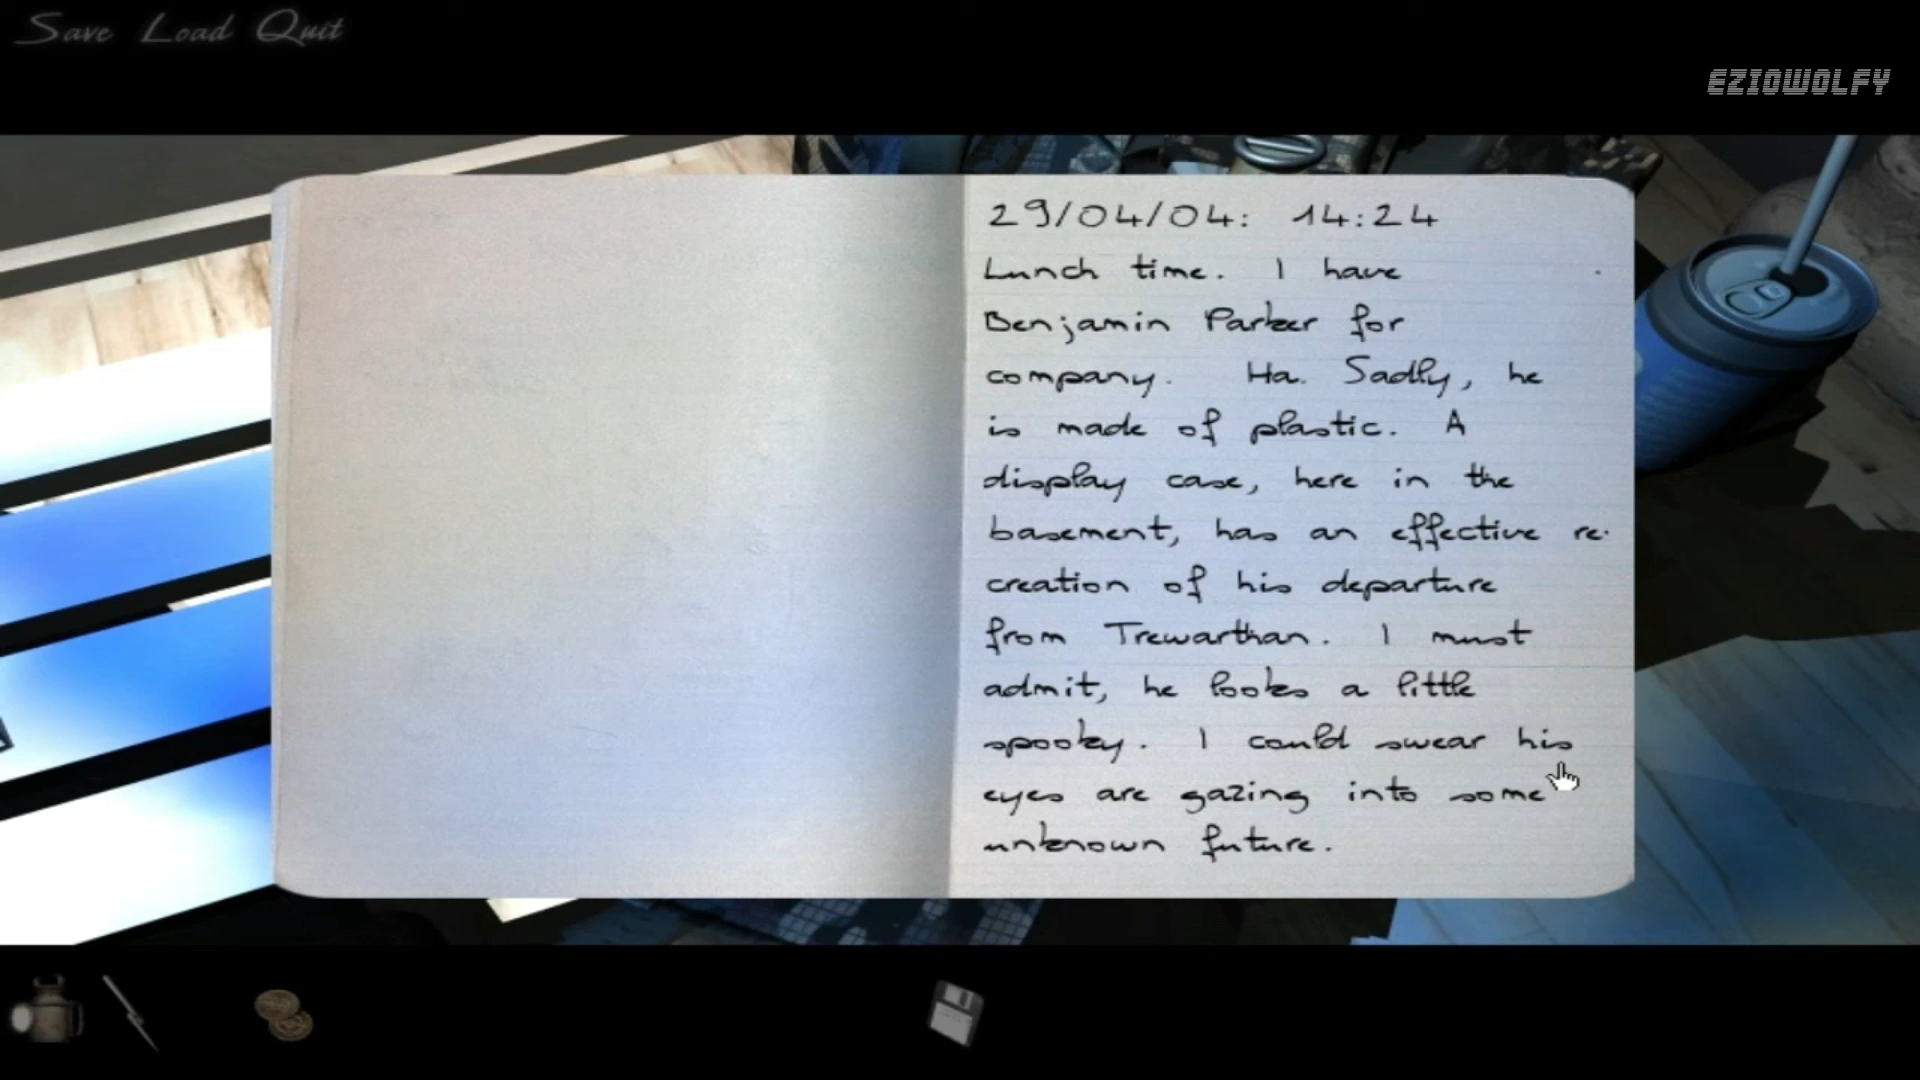 Save Load Quit
EZIOWOLFY
29/04/04: 14:24
Lunch time. I have
Benjamin Parker for
company. Ha. Sadly, he
is made of plastic. A
display case, here in the
basement, has an effective re-
creation of his departure
from Trewarthan. I must
admit, he looks a little
spooky. I could swear his
eyes are gazing into some
unknown future.